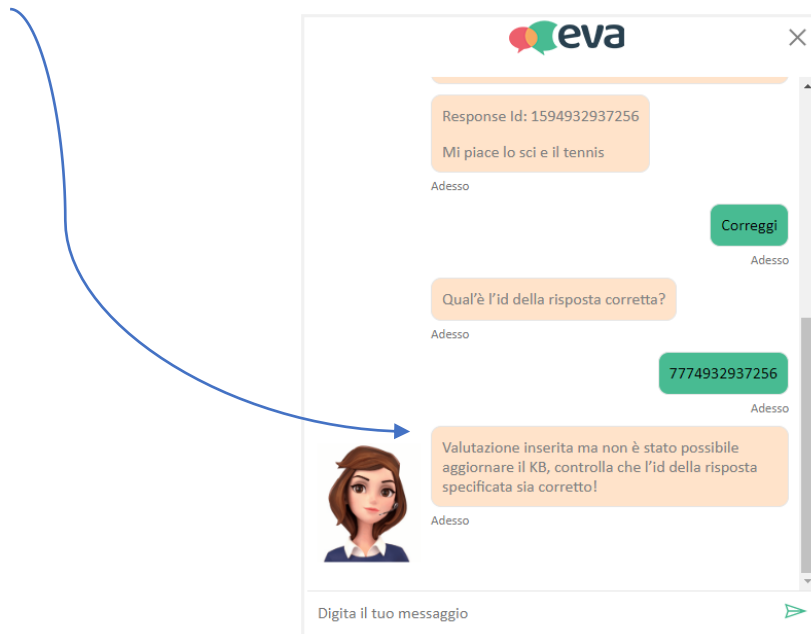 eva
Response Id: 1594932937256
Mi piace lo sci e il tennis
Adesso
Correggi
Adesso
Qual'è l'id della risposta corretta?
Adesso
7774932937256
Adesso
Valutazione inserita ma non è stato possibile
aggiornare il KB, controlla che l'id della risposta
specificata sia corretto!
Adesso
Digita il tuo messaggio